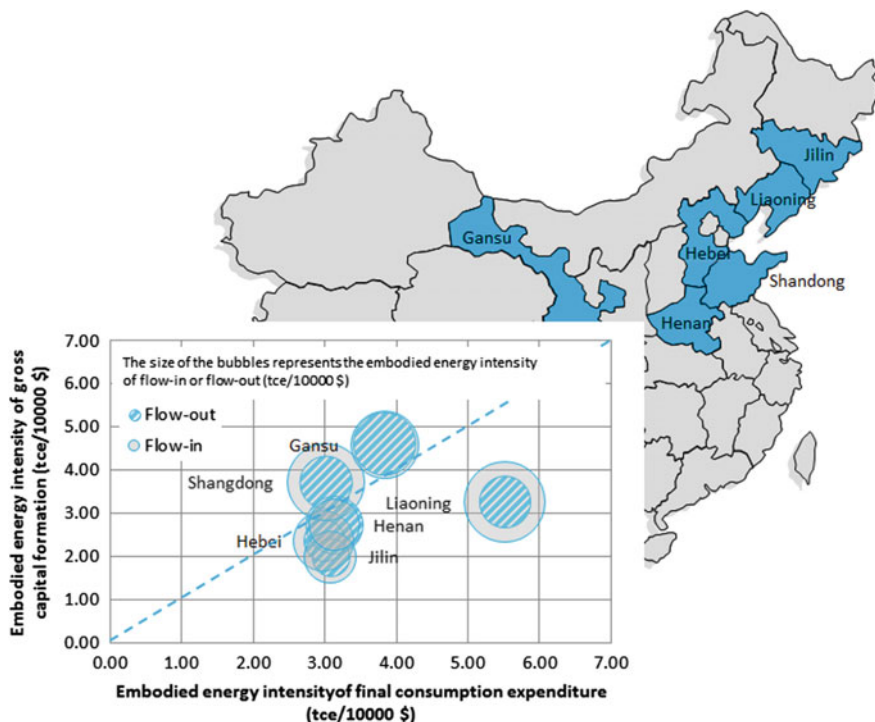 Jilin
Liaoning
Gansu
Hebei
Shandong
Henan
7.00
6.00
5.00
4.00
3.00
2.00
1.00
0.00
Embodied energy intensity of gross
capital formation (tce/10000 $)
The size of the bubbles represents the embodied energy intensity
of flow-in or flow-out (tce/10000 $)
Flow-out
Flow-in
Gansu
Shangdong
Liaoning
Henan
Hebei
Jilin
0.00 1.00 2.00 3.00 4.00 5.00 6.00 7.00
Embodied energy intensityof final consumption expenditure
(tce/10000 $)